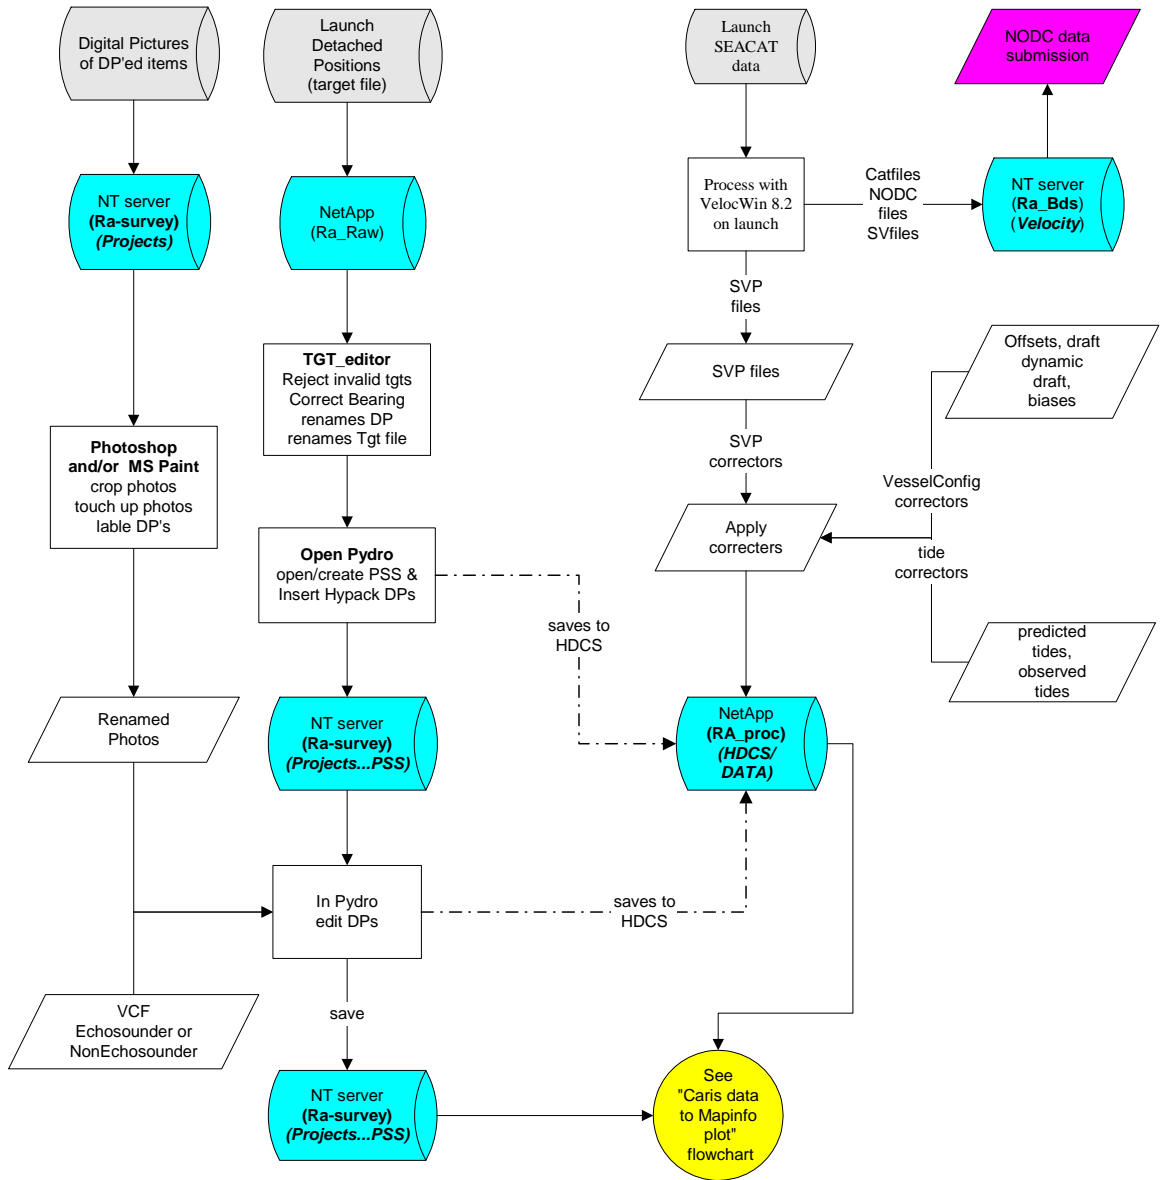 Digital Pictures
of DP'ed items
Launch
Detached
Positions
(target file)
Launch
SEACAT
data
NODC data
submission
NT server
(Ra-survey)
(Projects)
NetApp
(Ra_Raw)
Process with
VelocWin 8.2
on launch
Catfiles
NODC
files
SVfiles
NT server
(Ra_Bds)
(Velocity)
SVP
files
TGT_editor
Reject invalid tgts
Correct Bearing
renames DP
renames Tgt file
SVP files
Offsets, draft
dynamic
draft,
biases
Photoshop
and/or MS Paint
crop photos
touch up photos
lable DP's
SVP
correctors
VesselConfig
correctors
Open Pydro
open/create PSS &
Insert Hypack DPs
Apply
correcters
tide
correctors
saves to
HDCS
predicted
tides,
observed
tides
Renamed
Photos
NT server
(Ra-survey)
(Projects...PSS)
NetApp
(RA_proc)
(HDCS/
DATA)
In Pydro
edit DPs
saves to
HDCS
VCF
Echosounder or
NonEchosounder
save
NT server
(Ra-survey)
(Projects...PSS)
See
"Caris data
to Mapinfo
plot"
flowchart